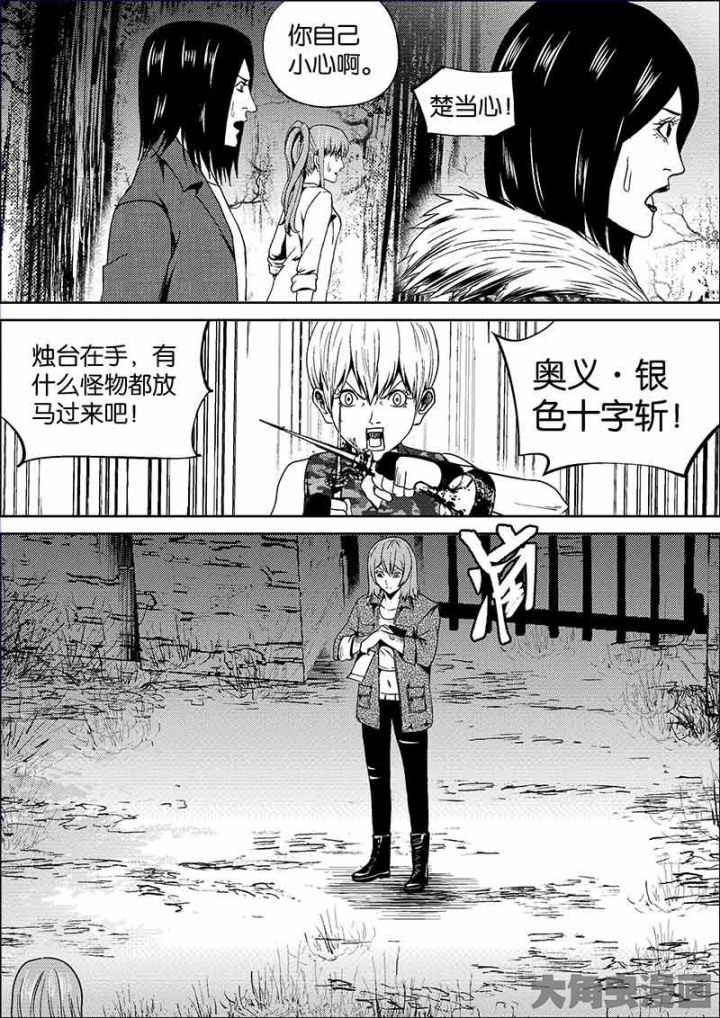 你自己
小心啊。
楚当心！
烛台在手，有
什么怪物都放
马过来吧！
奥义·银
色十字斩！
滴
大角虫漫画